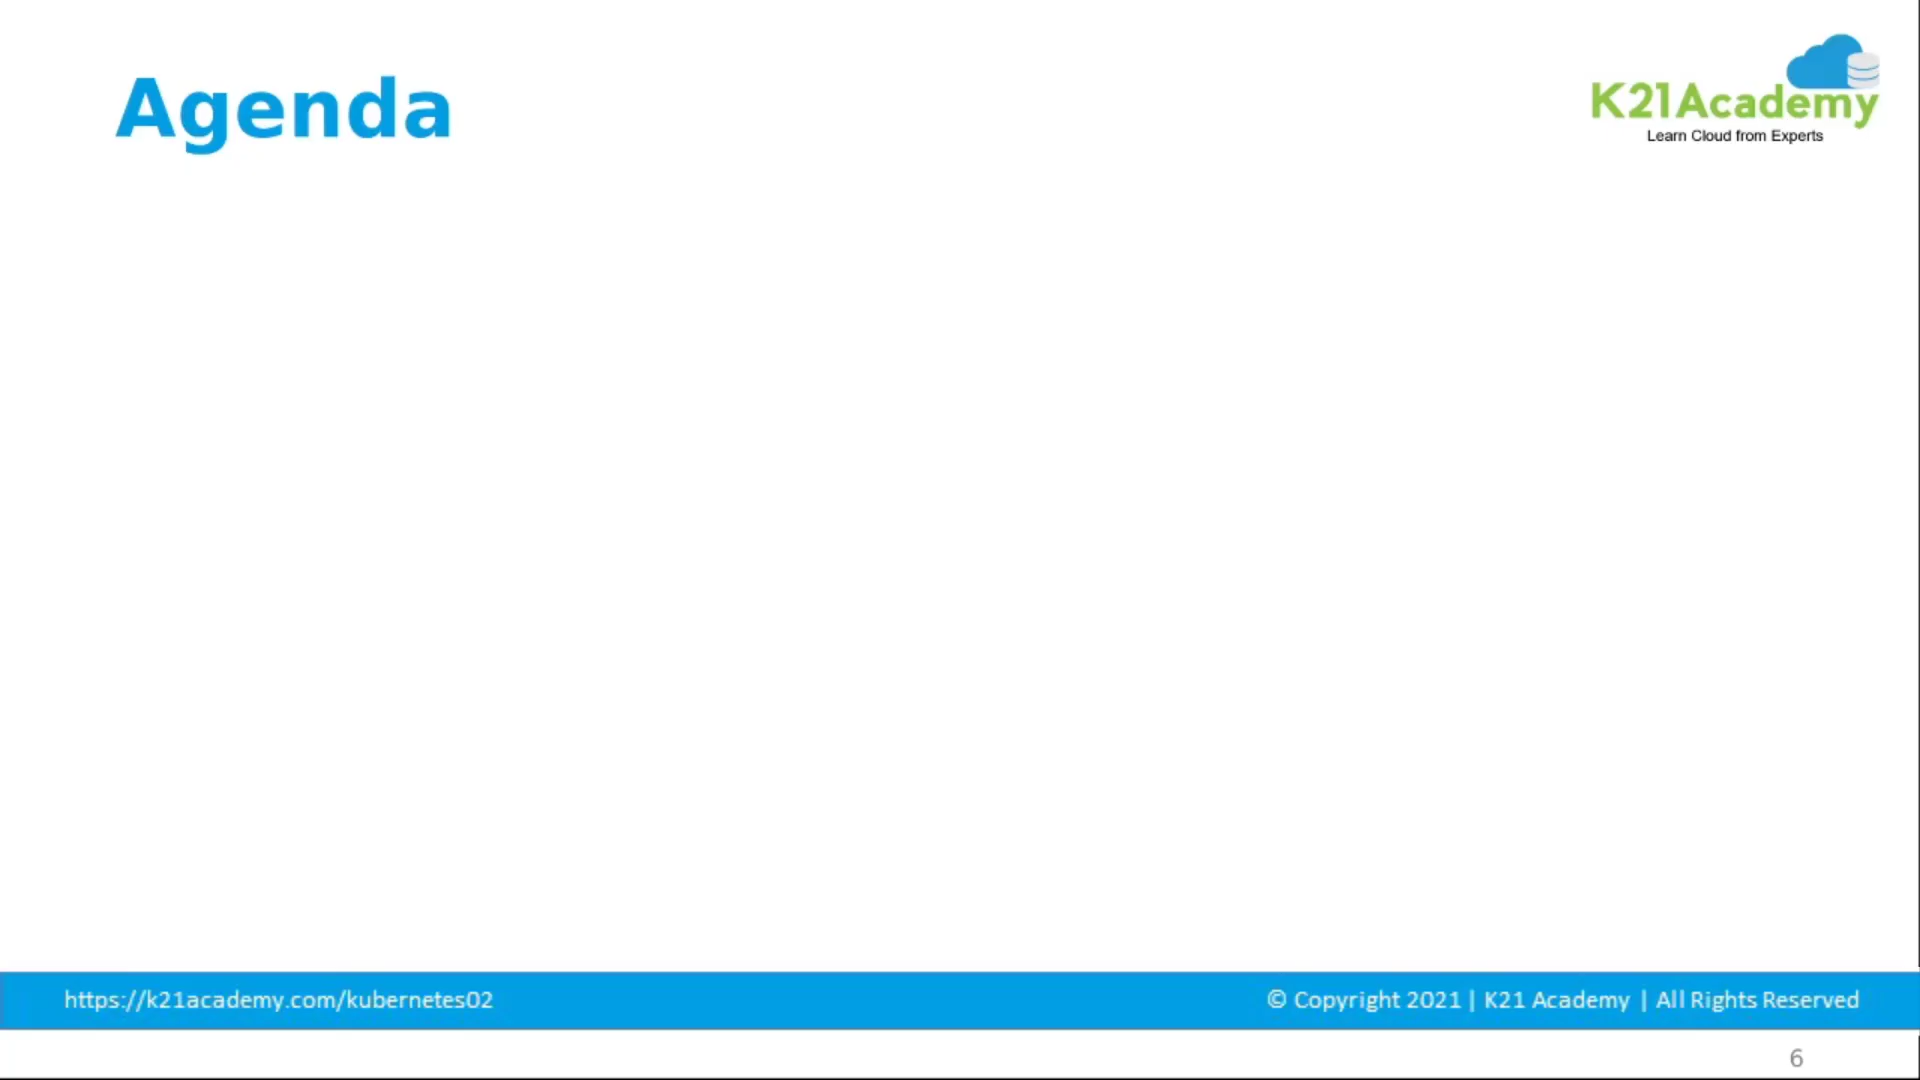 Agenda
K21Academy
Learn Cloud from Experts
https://k21academy.com/kubernetes02
© Copyright 2021 | K21 Academy | All Rights Reserved
6